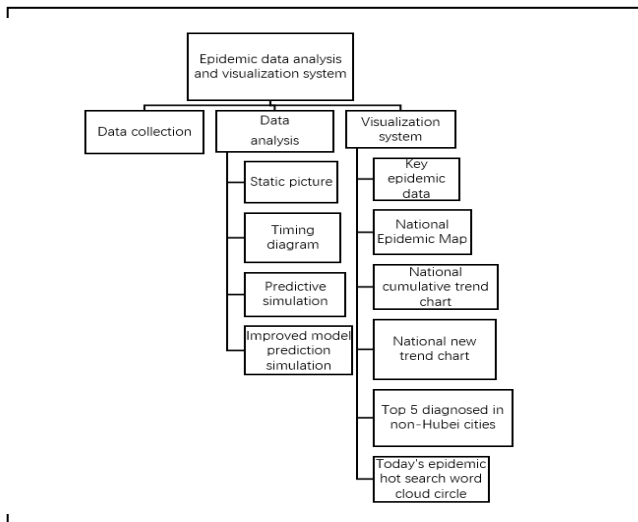 Epidemic data analysis
and visualization system
Data collection
Data
analysis
Visualization
system
Static picture
Timing
diagram
Predictive
simulation
Improved model
prediction
simulation
Key
epidemic
data
National
Epidemic Map
National
cumulative trend
chart
National new
trend chart
Top 5 diagnosed in
non-Hubei cities
Today's epidemic
hot search word
cloud circle